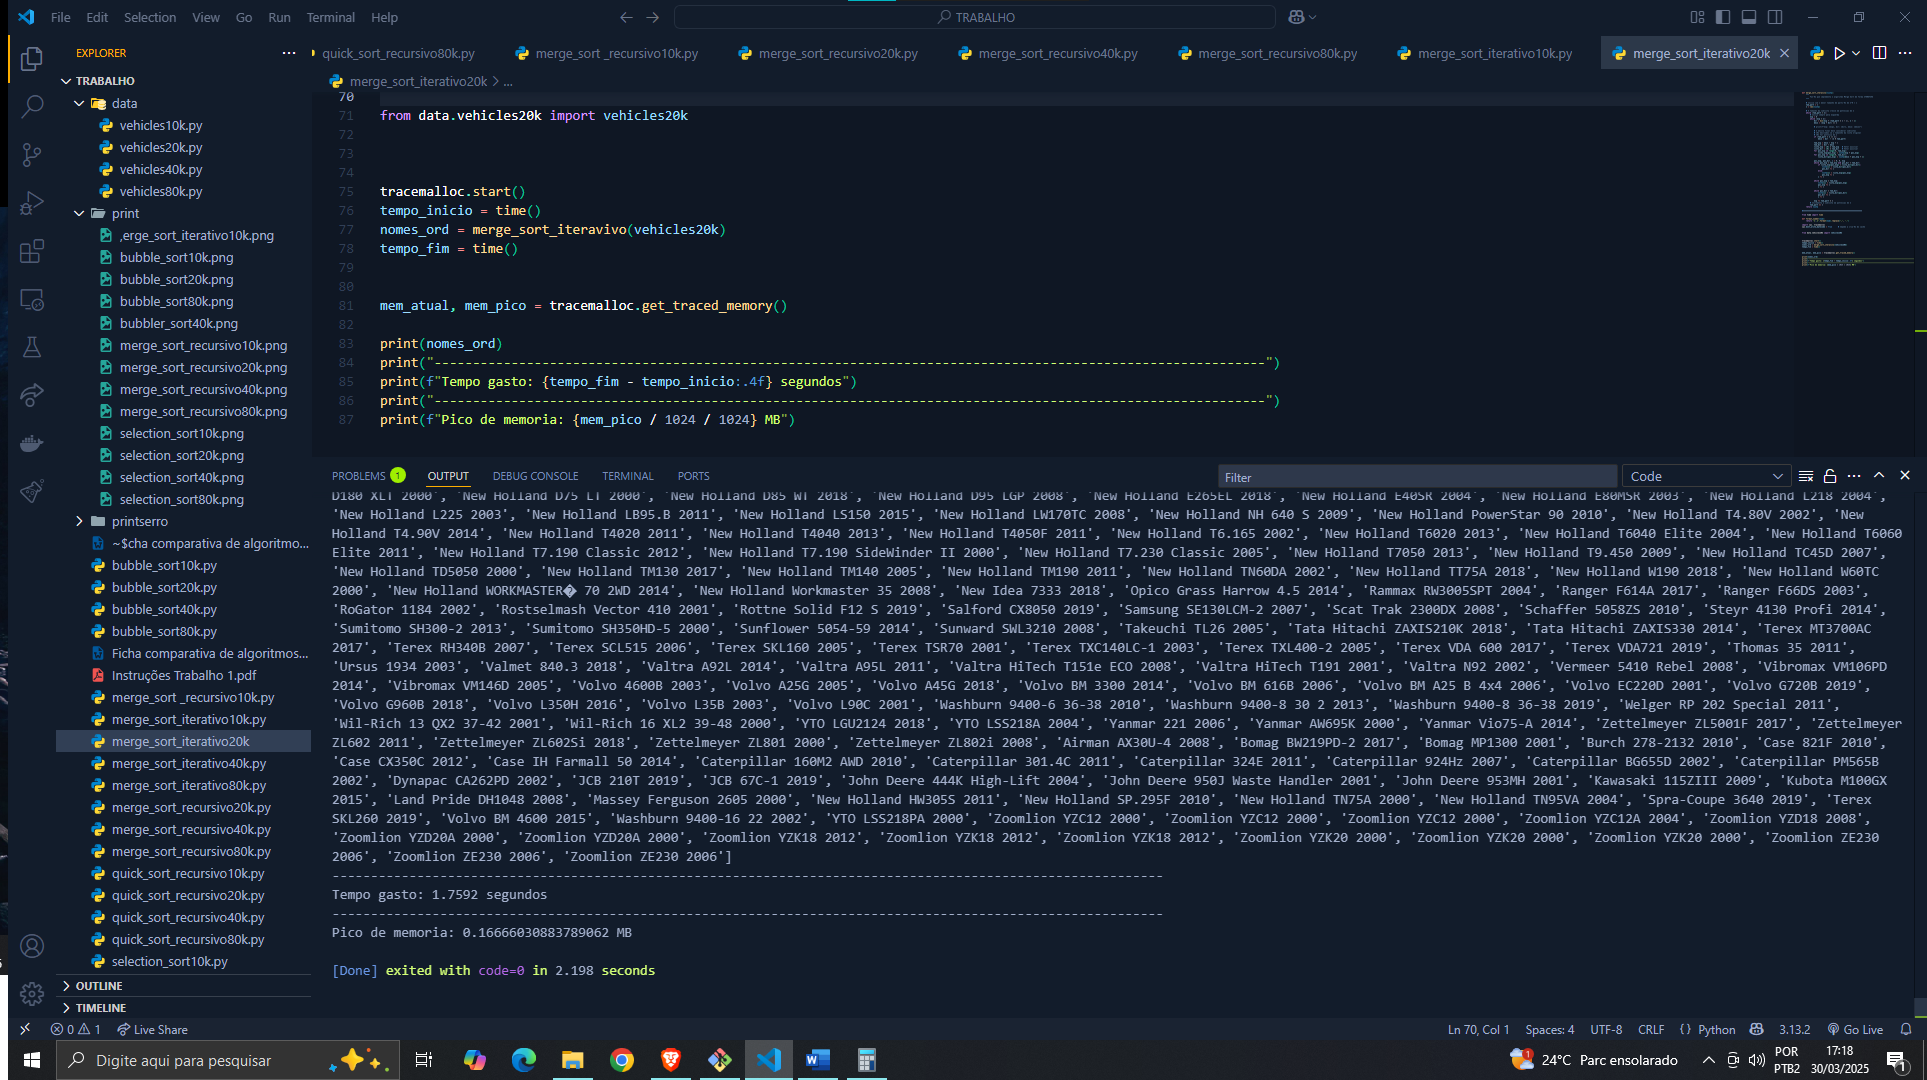 File Edit Selection View Go Run Terminal Help
TRABALHO
EXPLORER
quick_sort_recursivo80k.py
merge_sort _recursivo10k.py
merge_sort_recursivo20k.py
merge_sort_recursivo40k.py
merge_sort_recursivo80k.py
merge_sort_iterativo10k.py
merge_sort_iterativo20k
merge_sort_iterativo20k > ...
TRABALHO
data
vehicles10k.py
vehicles20k.py
vehicles40k.py
vehicles80k.py
print
,erge_sort_iterativo10k.png
bubble_sort10k.png
bubble_sort20k.png
bubble_sort80k.png
bubbler_sort40k.png
merge_sort_recursivo10k.png
merge_sort_recursivo20k.png
merge_sort_recursivo40k.png
merge_sort_recursivo80k.png
selection_sort10k.png
selection_sort20k.png
selection_sort40k.png
selection_sort80k.png
printserro
~$cha comparativa de algoritmo...
bubble_sort10k.py
bubble_sort20k.py
bubble_sort40k.py
bubble_sort80k.py
Ficha comparativa de algoritmos...
Instruções Trabalho 1.pdf
merge_sort _recursivo10k.py
merge_sort_iterativo10k.py
merge_sort_iterativo20k
merge_sort_iterativo40k.py
merge_sort_iterativo80k.py
merge_sort_recursivo20k.py
merge_sort_recursivo40k.py
merge_sort_recursivo80k.py
quick_sort_recursivo10k.py
quick_sort_recursivo20k.py
quick_sort_recursivo40k.py
quick_sort_recursivo80k.py
selection_sort10k.py
OUTLINE
TIMELINE
70
71 from data.vehicles20k import vehicles20k
72
73
74
75 tracemalloc.start()
76 tempo_inicio = time()
77 nomes_ord = merge_sort_iteravivo(vehicles20k)
78 tempo_fim = time()
79
80
81 mem_atual, mem_pico = tracemalloc.get_traced_memory()
82
83 print(nomes_ord)
84 print("------------------------------------------------------------------------------------------------------------")
85 print(f"Tempo gasto: {tempo_fim - tempo_inicio:.4f} segundos")
86 print("------------------------------------------------------------------------------------------------------------")
87 print(f"Pico de memoria: {mem_pico / 1024 / 1024} MB")
PROBLEMS 1 OUTPUT DEBUG CONSOLE TERMINAL PORTS
Filter
Code
D180 XLT 2000', 'New Holland D75 LT 2000', 'New Holland D85 WT 2018', 'New Holland D95 LGP 2008', 'New Holland E265EL 2018', 'New Holland E40SR 2004', 'New Holland E80MSR 2003', 'New Holland L218 2004',
'New Holland L225 2003', 'New Holland LB95.B 2011', 'New Holland LS150 2015', 'New Holland LW170TC 2008', 'New Holland NH 640 S 2009', 'New Holland PowerStar 90 2010', 'New Holland T4.80V 2002', 'New
Holland T4.90V 2014', 'New Holland T4020 2011', 'New Holland T4040 2013', 'New Holland T4050F 2011', 'New Holland T6.165 2002', 'New Holland T6020 2013', 'New Holland T6040 Elite 2004', 'New Holland T6060
Elite 2011', 'New Holland T7.190 Classic 2012', 'New Holland T7.190 SideWinder II 2000', 'New Holland T7.230 Classic 2005', 'New Holland T7050 2013', 'New Holland T9.450 2009', 'New Holland TC45D 2007',
'New Holland TD5050 2000', 'New Holland TM130 2017', 'New Holland TM140 2005', 'New Holland TM190 2011', 'New Holland TN60DA 2002', 'New Holland TT75A 2018', 'New Holland W190 2018', 'New Holland W60TC
2000', 'New Holland WORKMASTER� 70 2WD 2014', 'New Holland Workmaster 35 2008', 'New Idea 7333 2018', 'Opico Grass Harrow 4.5 2014', 'Rammax RW3005SPT 2004', 'Ranger F614A 2017', 'Ranger F66DS 2003',
'RoGator 1184 2002', 'Rostselmash Vector 410 2001', 'Rottne Solid F12 S 2019', 'Salford CX8050 2019', 'Samsung SE130LCM-2 2007', 'Scat Trak 2300DX 2008', 'Schaffer 5058ZS 2010', 'Steyr 4130 Profi 2014',
'Sumitomo SH300-2 2013', 'Sumitomo SH350HD-5 2000', 'Sunflower 5054-59 2014', 'Sunward SWL3210 2008', 'Takeuchi TL26 2005', 'Tata Hitachi ZAXIS210K 2018', 'Tata Hitachi ZAXIS330 2014', 'Terex MT3700AC
2017', 'Terex RH340B 2007', 'Terex SCL515 2006', 'Terex SKL160 2005', 'Terex TSR70 2001', 'Terex TXC140LC-1 2003', 'Terex TXL400-2 2005', 'Terex VDA 600 2017', 'Terex VDA721 2019', 'Thomas 35 2011',
'Ursus 1934 2003', 'Valmet 840.3 2018', 'Valtra A92L 2014', 'Valtra A95L 2011', 'Valtra HiTech T151e ECO 2008', 'Valtra HiTech T191 2001', 'Valtra N92 2002', 'Vermeer 5410 Rebel 2008', 'Vibromax VM106PD
2014', 'Vibromax VM146D 2005', 'Volvo 4600B 2003', 'Volvo A25G 2005', 'Volvo A45G 2018', 'Volvo BM 3300 2014', 'Volvo BM 616B 2006', 'Volvo BM A25 B 4x4 2006', 'Volvo EC220D 2001', 'Volvo G720B 2019',
'Volvo G960B 2018', 'Volvo L350H 2016', 'Volvo L35B 2003', 'Volvo L90C 2001', 'Washburn 9400-6 36-38 2010', 'Washburn 9400-8 30 2 2013', 'Washburn 9400-8 36-38 2019', 'Welger RP 202 Special 2011',
'Wil-Rich 13 QX2 37-42 2001', 'Wil-Rich 16 XL2 39-48 2000', 'YTO LGU2124 2018', 'YTO LSS218A 2004', 'Yanmar 221 2006', 'Yanmar AW695K 2000', 'Yanmar Vio75-A 2014', 'Zettelmeyer ZL5001F 2017', 'Zettelmeyer
ZL602 2011', 'Zettelmeyer ZL602Si 2018', 'Zettelmeyer ZL801 2000', 'Zettelmeyer ZL802i 2008', 'Airman AX30U-4 2008', 'Bomag BW219PD-2 2017', 'Bomag MP1300 2001', 'Burch 278-2132 2010', 'Case 821F 2010',
'Case CX350C 2012', 'Case IH Farmall 50 2014', 'Caterpillar 160M2 AWD 2010', 'Caterpillar 301.4C 2011', 'Caterpillar 324E 2011', 'Caterpillar 924Hz 2007', 'Caterpillar BG655D 2002', 'Caterpillar PM565B
2002', 'Dynapac CA262PD 2002', 'JCB 210T 2019', 'JCB 67C-1 2019', 'John Deere 444K High-Lift 2004', 'John Deere 950J Waste Handler 2001', 'John Deere 953MH 2001', 'Kawasaki 115ZIII 2009', 'Kubota M100GX
2015', 'Land Pride DH1048 2008', 'Massey Ferguson 2605 2000', 'New Holland HW305S 2011', 'New Holland SP.295F 2010', 'New Holland TN75A 2000', 'New Holland TN95VA 2004', 'Spra-Coupe 3640 2019', 'Terex
SKL260 2019', 'Volvo BM 4600 2015', 'Washburn 9400-16 22 2002', 'YTO LSS218PA 2000', 'Zoomlion YZC12 2000', 'Zoomlion YZC12 2000', 'Zoomlion YZC12 2000', 'Zoomlion YZC12A 2004', 'Zoomlion YZD18 2008',
'Zoomlion YZD20A 2000', 'Zoomlion YZD20A 2000', 'Zoomlion YZK18 2012', 'Zoomlion YZK18 2012', 'Zoomlion YZK18 2012', 'Zoomlion YZK20 2000', 'Zoomlion YZK20 2000', 'Zoomlion YZK20 2000', 'Zoomlion ZE230
2006', 'Zoomlion ZE230 2006', 'Zoomlion ZE230 2006']
------------------------------------------------------------------------------------------------------------
Tempo gasto: 1.7592 segundos
------------------------------------------------------------------------------------------------------------
Pico de memoria: 0.16666030883789062 MB
[Done] exited with code=0 in 2.198 seconds
0 1 Live Share
Ln 70, Col 1 Spaces: 4 UTF-8 CRLF Python 3.13.2 Go Live
Digite aqui para pesquisar
24°C Parc ensolarado
POR
PTB2
17:18
30/03/2025
1